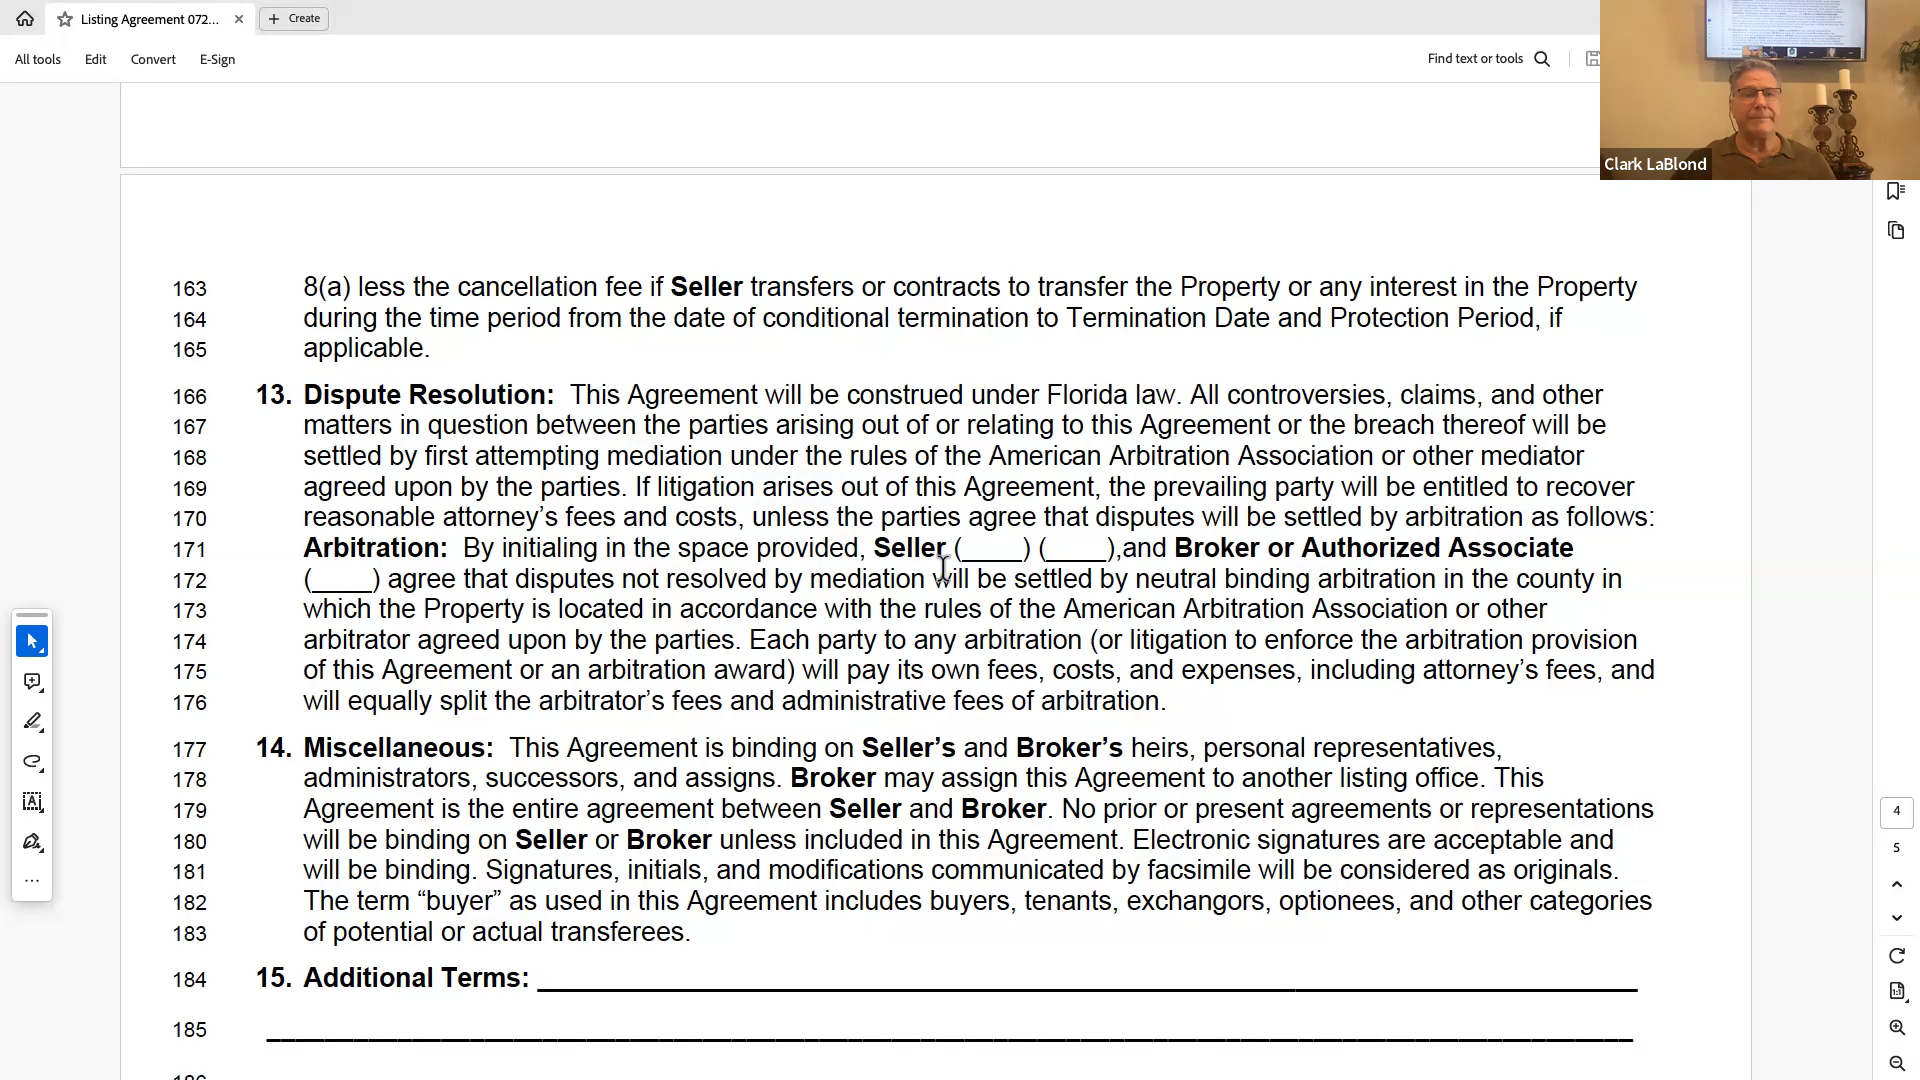 Listing Agreement 072...
Create
All tools
Edit
Convert
E-Sign
Find text or tools
Clark LaBlond
163 8(a) less the cancellation fee if Seller transfers or contracts to transfer the Property or any interest in the Property
164 during the time period from the date of conditional termination to Termination Date and Protection Period, if
165 applicable.
166 13. Dispute Resolution: This Agreement will be construed under Florida law. All controversies, claims, and other
167 matters in question between the parties arising out of or relating to this Agreement or the breach thereof will be
168 settled by first attempting mediation under the rules of the American Arbitration Association or other mediator
169 agreed upon by the parties. If litigation arises out of this Agreement, the prevailing party will be entitled to recover
170 reasonable attorney’s fees and costs, unless the parties agree that disputes will be settled by arbitration as follows:
171 Arbitration: By initialing in the space provided, Seller (____) (____),and Broker or Authorized Associate
172 (____) agree that disputes not resolved by mediation will be settled by neutral binding arbitration in the county in
173 which the Property is located in accordance with the rules of the American Arbitration Association or other
174 arbitrator agreed upon by the parties. Each party to any arbitration (or litigation to enforce the arbitration provision
175 of this Agreement or an arbitration award) will pay its own fees, costs, and expenses, including attorney’s fees, and
176 will equally split the arbitrator’s fees and administrative fees of arbitration.
177 14. Miscellaneous: This Agreement is binding on Seller’s and Broker’s heirs, personal representatives,
178 administrators, successors, and assigns. Broker may assign this Agreement to another listing office. This
179 Agreement is the entire agreement between Seller and Broker. No prior or present agreements or representations
180 will be binding on Seller or Broker unless included in this Agreement. Electronic signatures are acceptable and
181 will be binding. Signatures, initials, and modifications communicated by facsimile will be considered as originals.
182 The term “buyer” as used in this Agreement includes buyers, tenants, exchangors, optionees, and other categories
183 of potential or actual transferees.
184 15. Additional Terms:
185
4
5